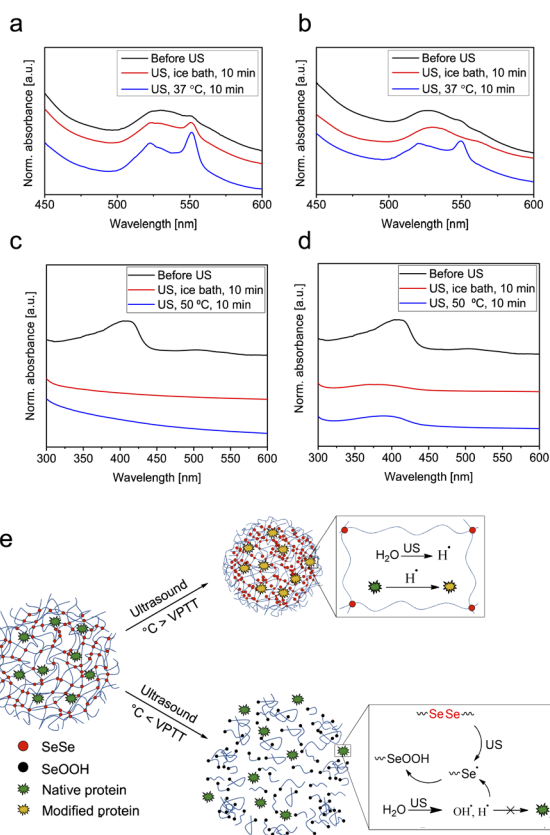 a
Before US
US, ice bath, 10 min
US, 37 °C, 10 min
Norm. absorbance [a.u.]
450 500 550 600
Wavelength [nm]
b
Before US
US, ice bath, 10 min
US, 37 °C, 10 min
Norm. absorbance [a.u.]
450 500 550 600
Wavelength [nm]
c
Before US
US, ice bath, 10 min
US, 50 ºC, 10 min
Norm. abosrbance [a.u.]
300 350 400 450 500 550 600
Wavelength [nm]
d
Before US
US, ice bath, 10 min
US, 50 °C, 10 min
Norm. absorbance [a.u.]
300 350 400 450 500 550 600
Wavelength [nm]
e
Ultrasound
°C > VPTT
H₂O US H•
H•
Ultrasound
°C < VPTT
SeSe
SeOOH
Native protein
Modified protein
SeSe
US
SeOOH
Se•
H₂O US OH•, H•